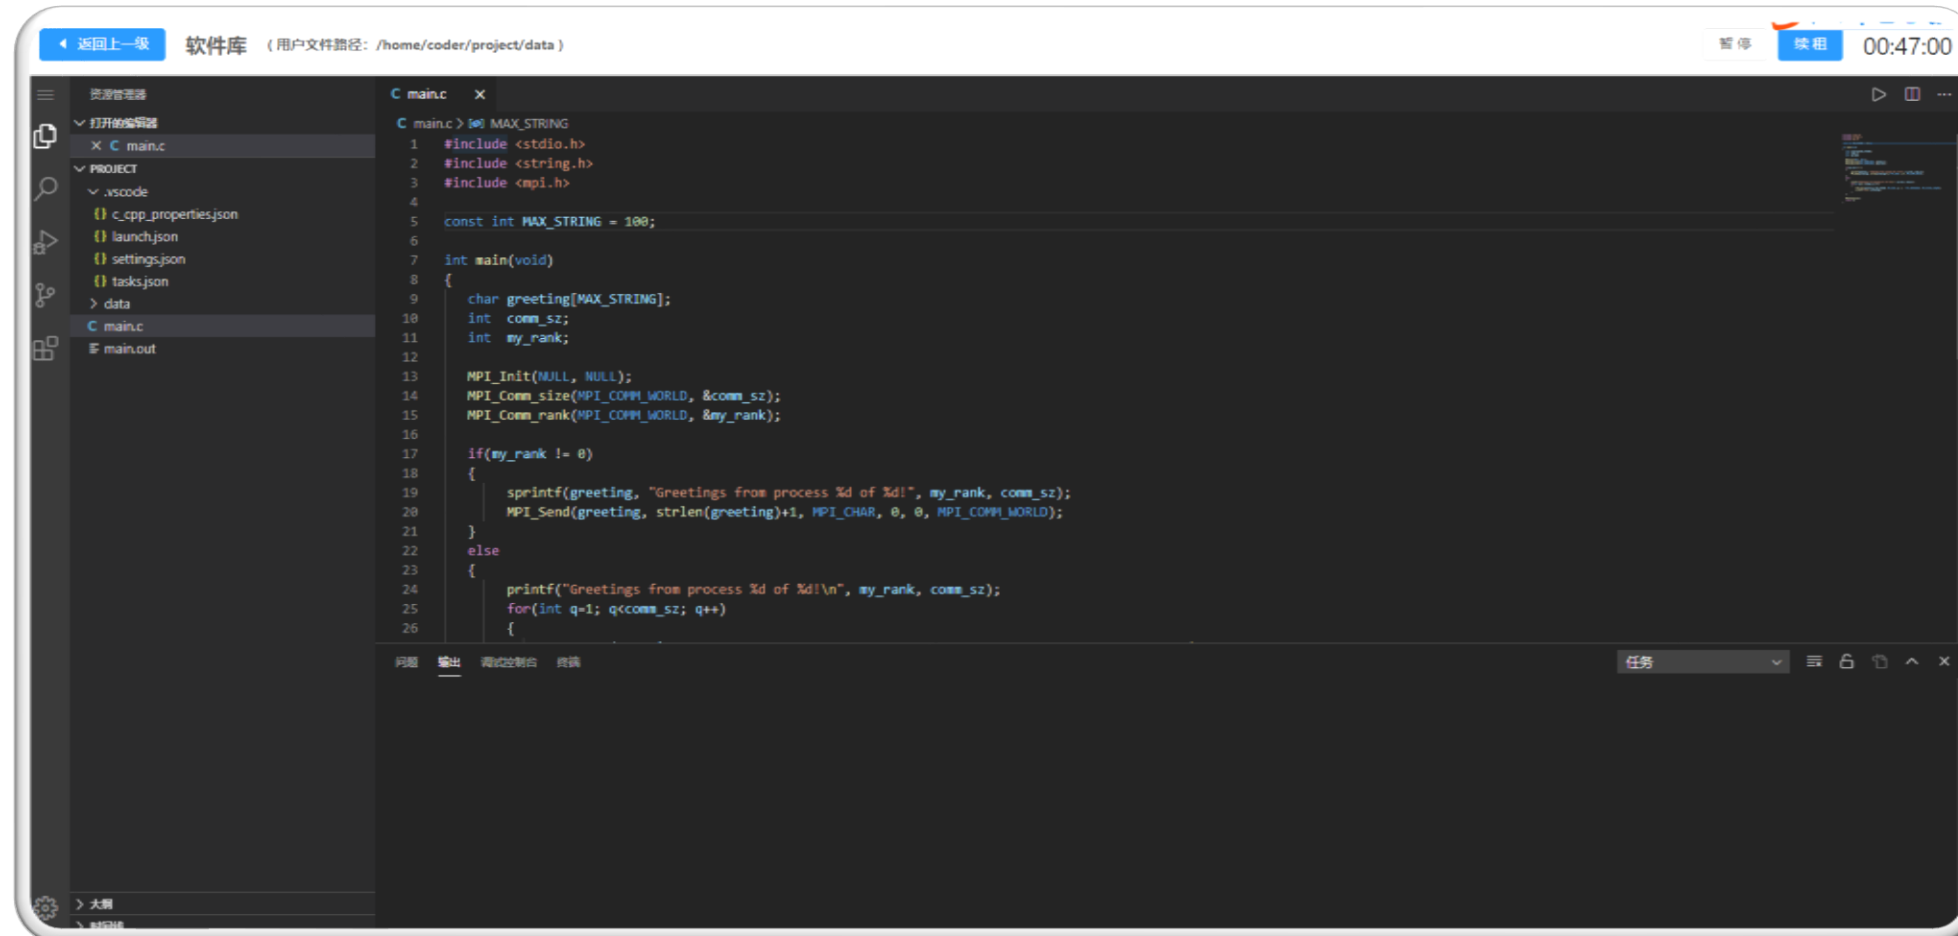 返回上一级 软件库 (用户文件路径: /home/coder/project/data) 暂停 续租 00:47:00
资源管理器
打开的编辑器
C main.c
PROJECT
.vscode
{} c_cpp_properties.json
{} launch.json
{} settings.json
{} tasks.json
data
C main.c
main.out
大纲
时间线
C main.c
C main.c > MAX_STRING
1 #include <stdio.h>
2 #include <string.h>
3 #include <mpi.h>
4
5 const int MAX_STRING = 100;
6
7 int main(void)
8 {
9 char greeting[MAX_STRING];
10 int comm_sz;
11 int my_rank;
12
13 MPI_Init(NULL, NULL);
14 MPI_Comm_size(MPI_COMM_WORLD, &comm_sz);
15 MPI_Comm_rank(MPI_COMM_WORLD, &my_rank);
16
17 if(my_rank != 0)
18 {
19 sprintf(greeting, "Greetings from process %d of %d!", my_rank, comm_sz);
20 MPI_Send(greeting, strlen(greeting)+1, MPI_CHAR, 0, 0, MPI_COMM_WORLD);
21 }
22 else
23 {
24 printf("Greetings from process %d of %d!\n", my_rank, comm_sz);
25 for(int q=1; q<comm_sz; q++)
26 {
问题 输出 调试控制台 终端 任务